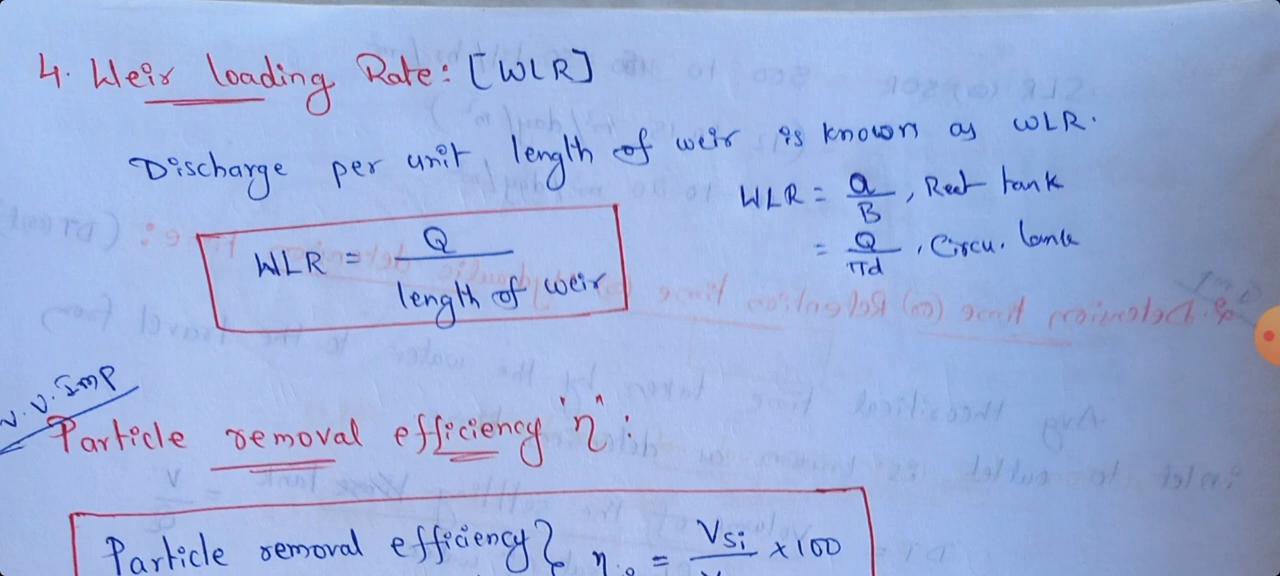 4. Weir loading Rate: [WLR]
Discharge per unit length of weir is known as WLR.
WLR = Q / length of weir
WLR = Q/B, Rect tank
= Q/πd, Circu. tank
V. V. Imp
Particle removal efficiency "η":
Particle removal efficiency} η. = Vsi × 100